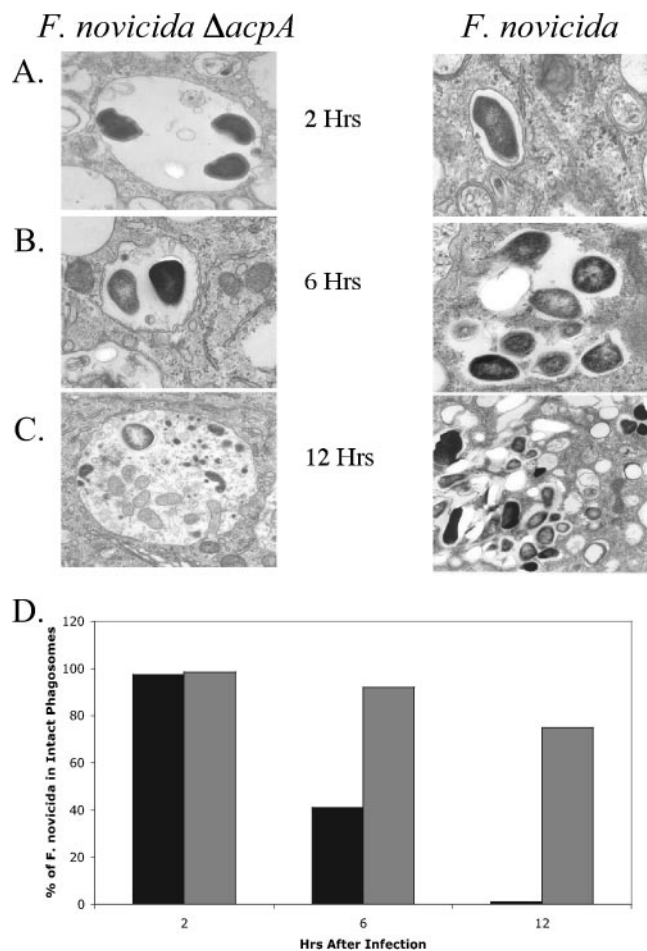 F. novicida ΔacpA
F. novicida
A.
2 Hrs
B.
6 Hrs
C.
12 Hrs
D.
% of F. novicida in Intact Phagosomes
120
100
80
60
40
20
0
2
6
12
Hrs After Infection